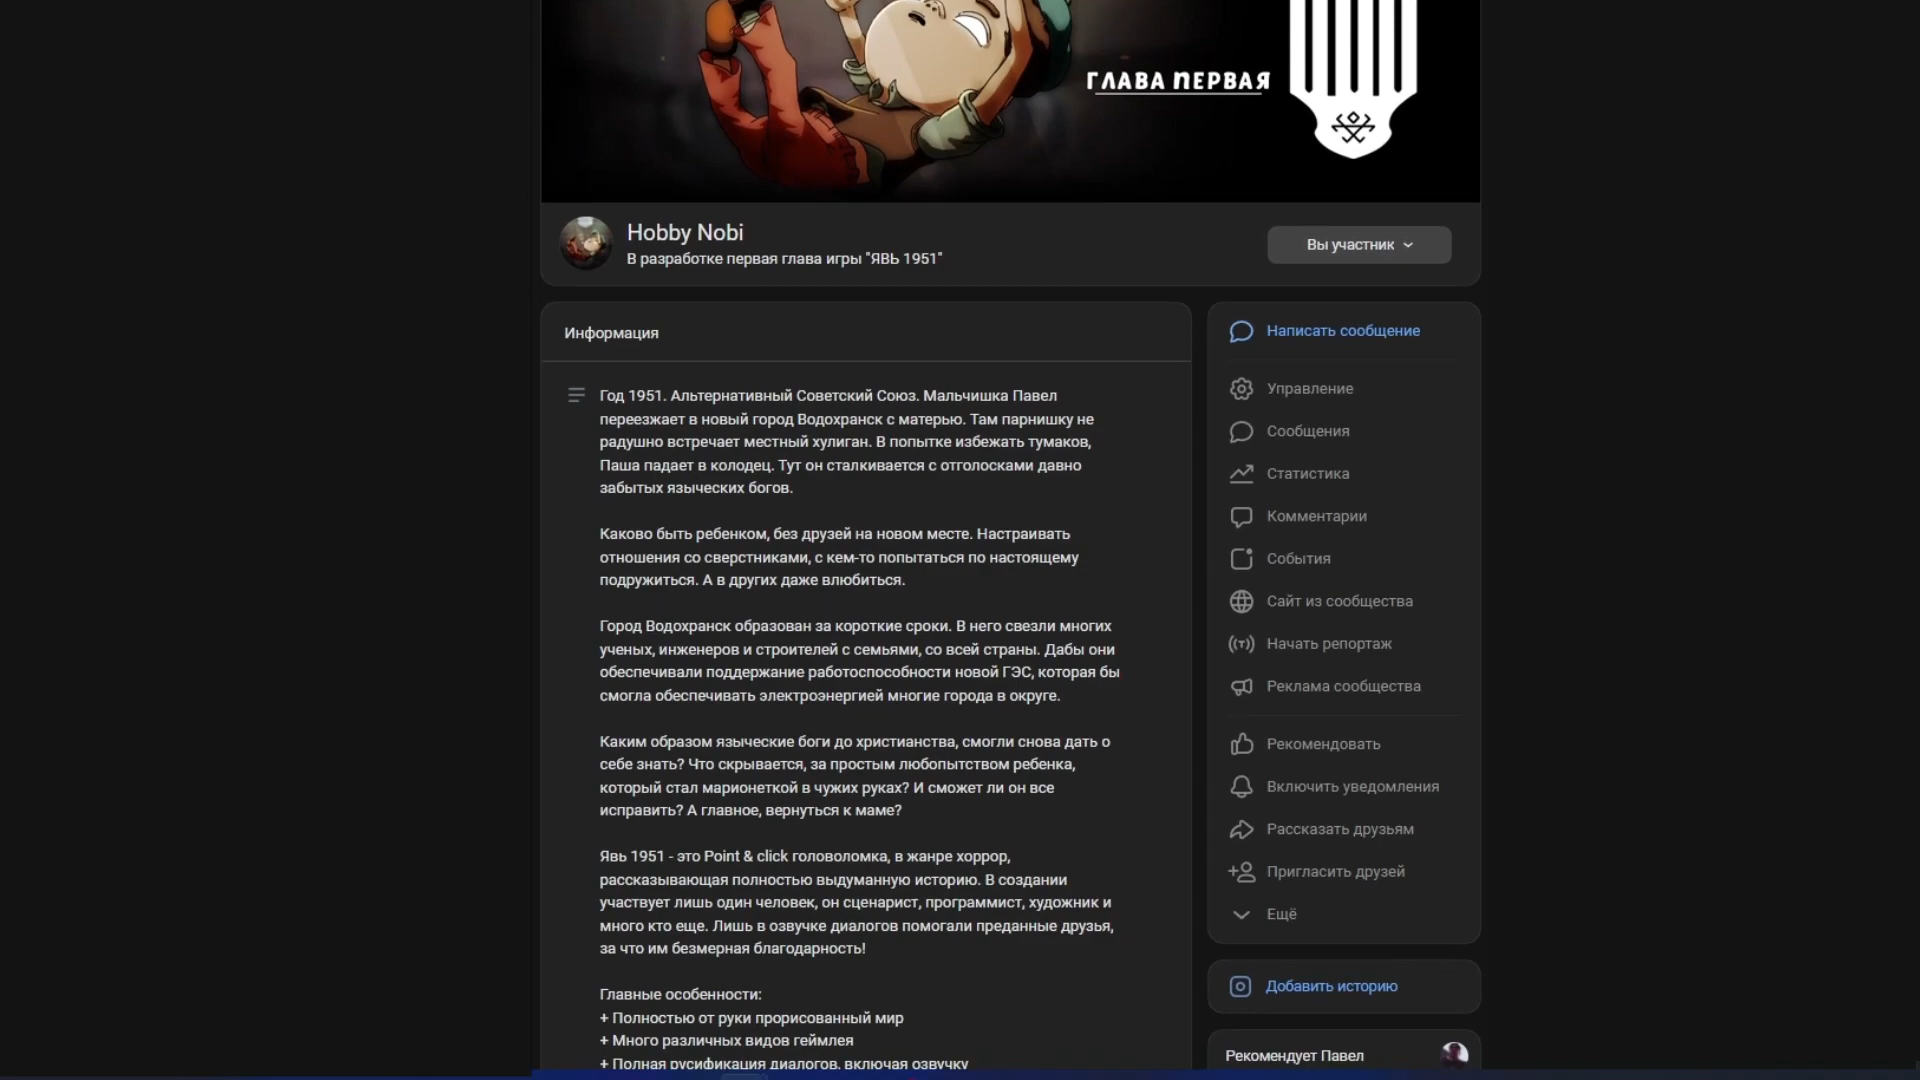 ГЛАВА ПЕРВАЯ
Hobby Nobi
В разработке первая глава игры "ЯВЬ 1951"
Вы участник
Информация
Год 1951. Альтернативный Советский Союз. Мальчишка Павел
переезжает в новый город Водохранск с матерью. Там парнишку не
радушно встречает местный хулиган. В попытке избежать тумаков,
Паша падает в колодец. Тут он сталкивается с отголосками давно
забытых языческих богов.
Каково быть ребенком, без друзей на новом месте. Настраивать
отношения со сверстниками, с кем-то попытаться по настоящему
подружиться. А в других даже влюбиться.
Город Водохранск образован за короткие сроки. В него свезли многих
ученых, инженеров и строителей с семьями, со всей страны. Дабы они
обеспечивали поддержание работоспособности новой ГЭС, которая бы
смогла обеспечивать электроэнергией многие города в округе.
Каким образом языческие боги до христианства, смогли снова дать о
себе знать? Что скрывается, за простым любопытством ребенка,
который стал марионеткой в чужих руках? И сможет ли он все
исправить? А главное, вернуться к маме?
Явь 1951 - это Point & click головоломка, в жанре хоррор,
рассказывающая полностью выдуманную историю. В создании
участвует лишь один человек, он сценарист, программист, художник и
много кто еще. Лишь в озвучке диалогов помогали преданные друзья,
за что им безмерная благодарность!
Главные особенности:
+ Полностью от руки прорисованный мир
+ Много различных видов геймлея
+ Полная русификация диалогов, включая озвучку
Написать сообщение
Управление
Сообщения
Статистика
Комментарии
События
Сайт из сообщества
Начать репортаж
Реклама сообщества
Рекомендовать
Включить уведомления
Рассказать друзьям
Пригласить друзей
Ещё
Добавить историю
Рекомендует Павел